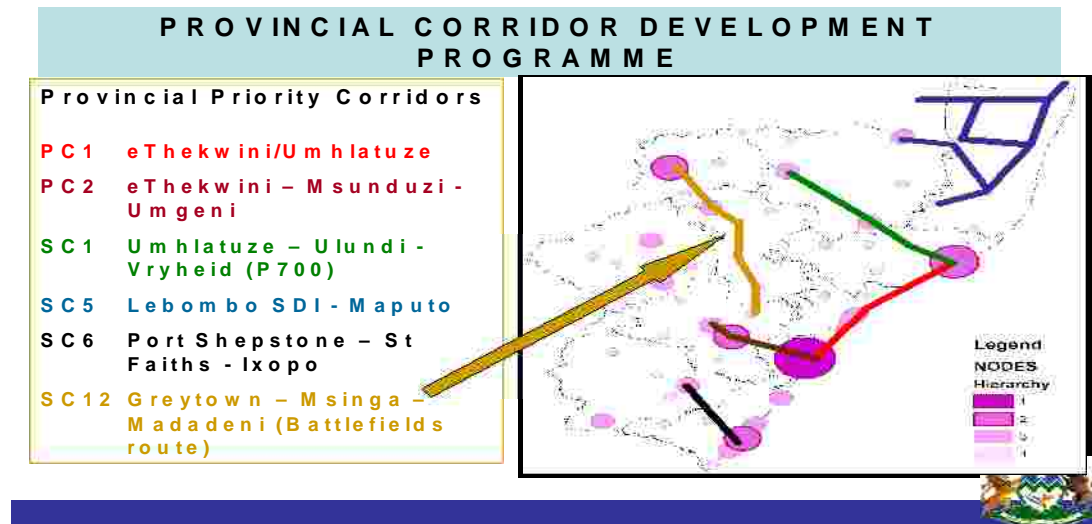 PROVINCIAL CORRIDOR DEVELOPMENT
PROGRAMME
Provincial Priority Corridors
PC1 eThekwini/Umhlatuze
PC2 eThekwini – Msunduzi -
Umgeni
SC1 Umhlatuze – Ulundi -
Vryheid (P700)
SC5 Lebombo SDI - Maputo
SC6 Port Shepstone – St
Faiths - Ixopo
SC12 Greytown – Msinga –
Madadeni (Battlefields
route)
Legend
NODES
Hierarchy
1
2